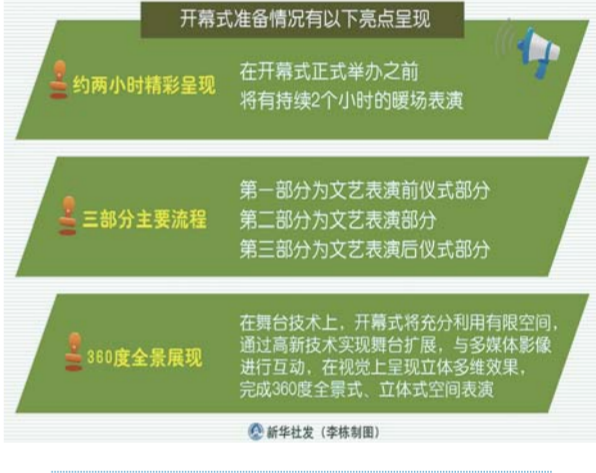 开幕式准备情况有以下亮点呈现
约两小时精彩呈现
在开幕式正式举办之前
将有持续2个小时的暖场表演
三部分主要流程
第一部分为文艺表演前仪式部分
第二部分为文艺表演部分
第三部分为文艺表演后仪式部分
360度全景展现
在舞台技术上，开幕式将充分利用有限空间，
通过高新技术实现舞台扩展，与多媒体影像
进行互动，在视觉上呈现立体多维效果，
完成360度全景式、立体式空间表演
新华社发（李栋制图）